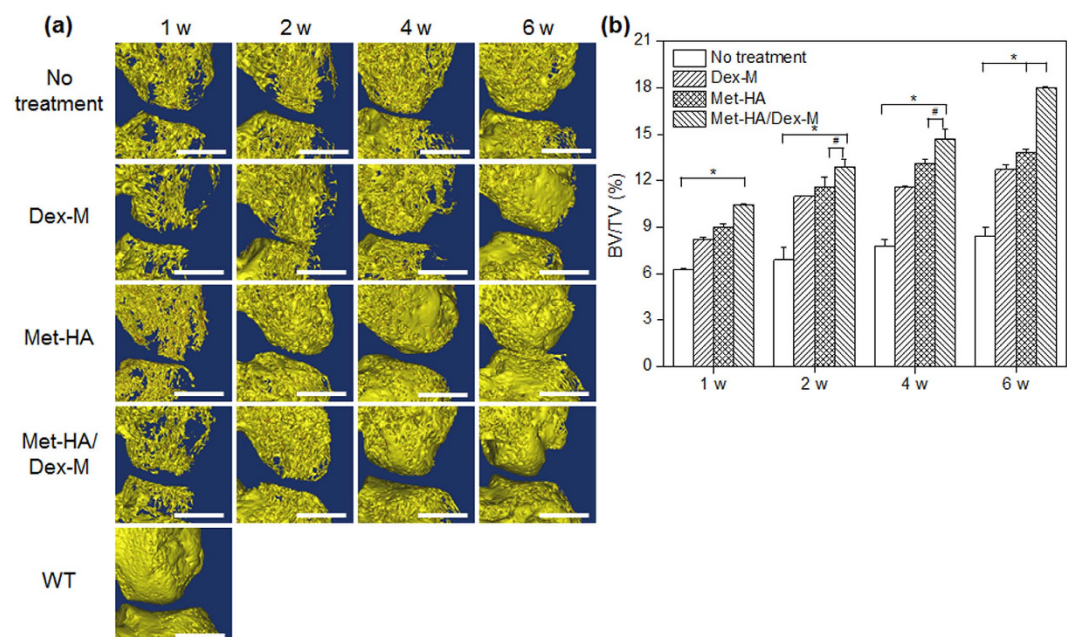 (a)
1 w 2 w 4 w 6 w
No
treatment
Dex-M
Met-HA
Met-HA/
Dex-M
WT
(b)
21
18
15
12
9
6
3
0
BV/TV (%)
No treatment
Dex-M
Met-HA
Met-HA/Dex-M
*
*
#
*
#
*
1 w 2 w 4 w 6 w